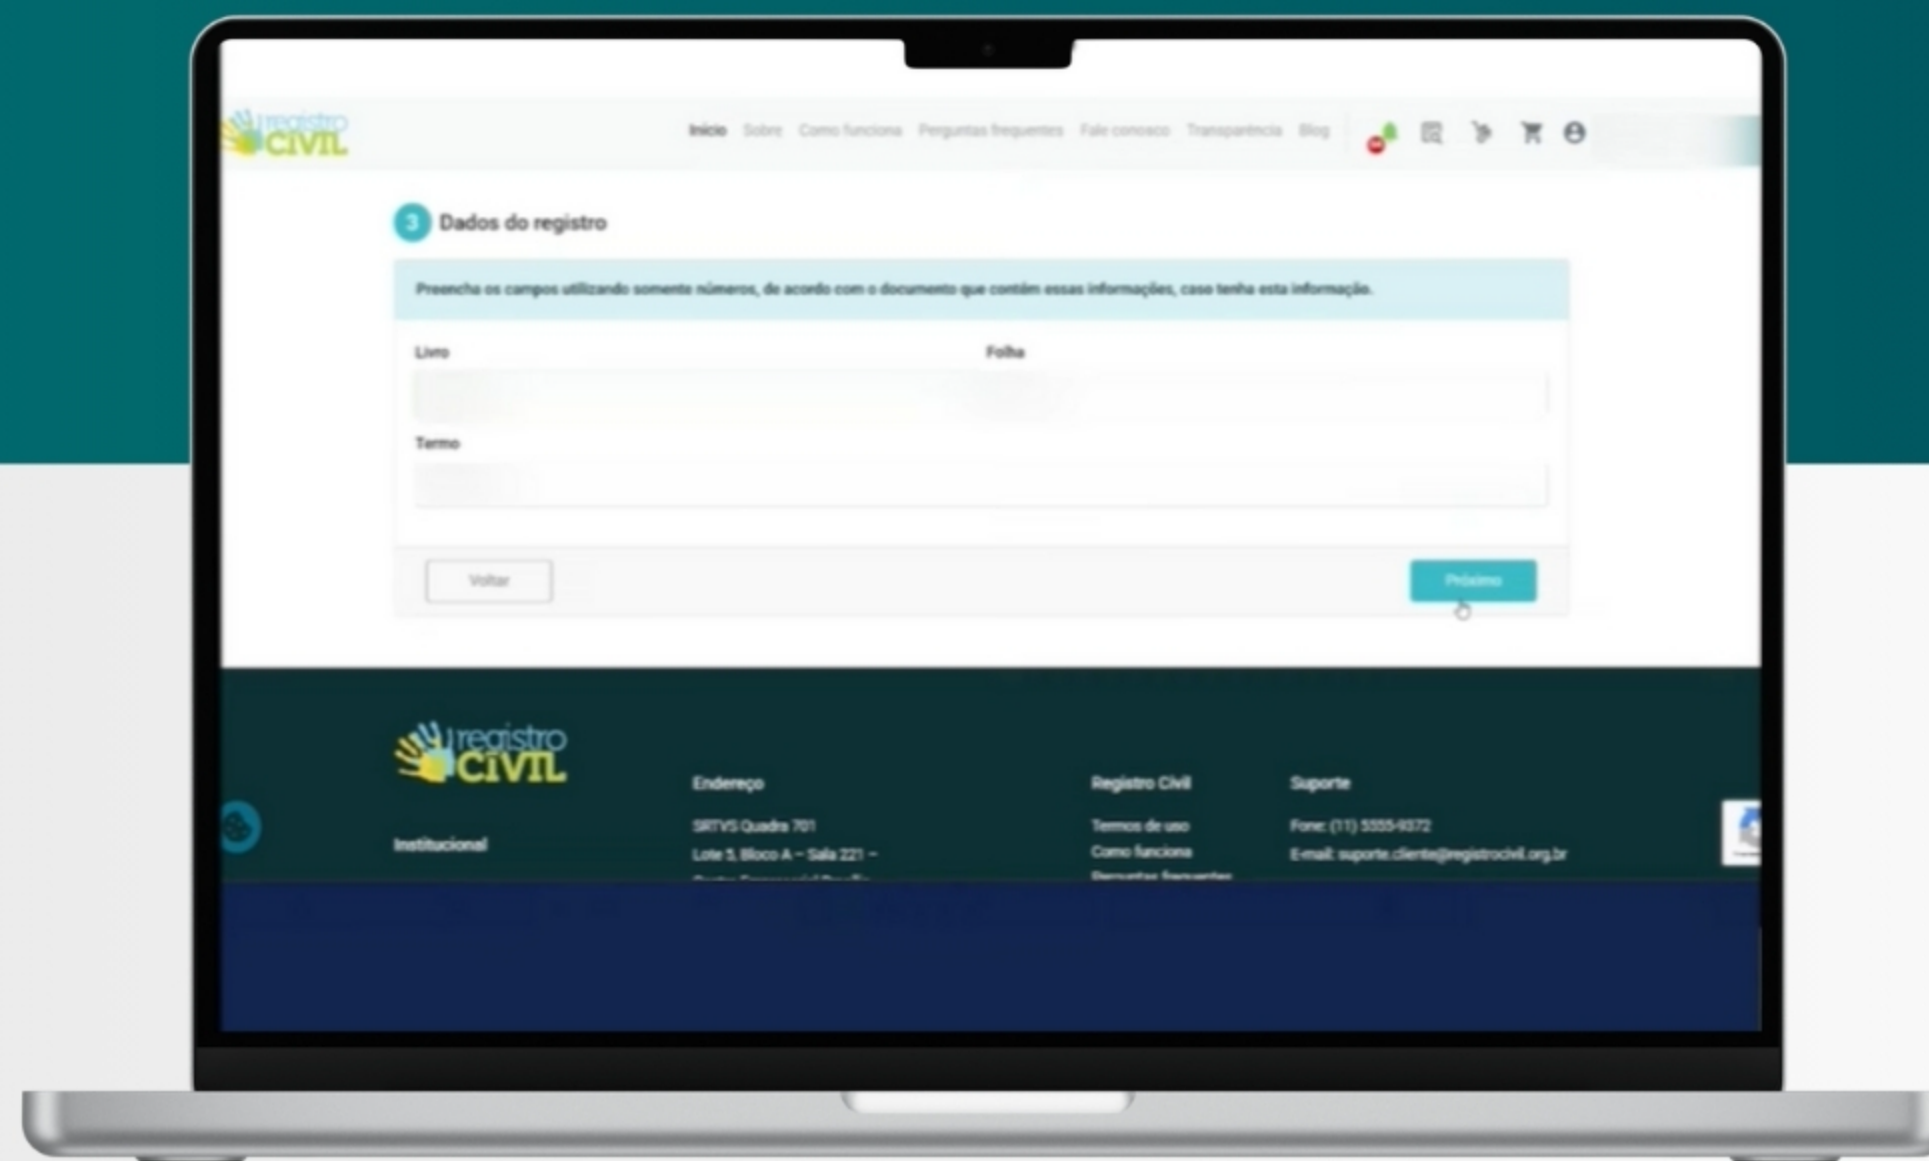 registro
CIVIL
Início Sobre Como funciona Perguntas frequentes Fale conosco Transparência Blog
3 Dados do registro
Preencha os campos utilizando somente números, de acordo com o documento que contém essas informações, caso tenha esta informação.
Livro Folha
Termo
Voltar Próximo
registro
CIVIL
Endereço Registro Civil Suporte
SRTVS Quadra 701 Termos de uso Fone: (11) 5555-9372
Institucional
Lote 5, Bloco A – Sala 221 – Como funciona E-mail: suporte.cliente@registrocivil.org.br
Perguntas frequentes